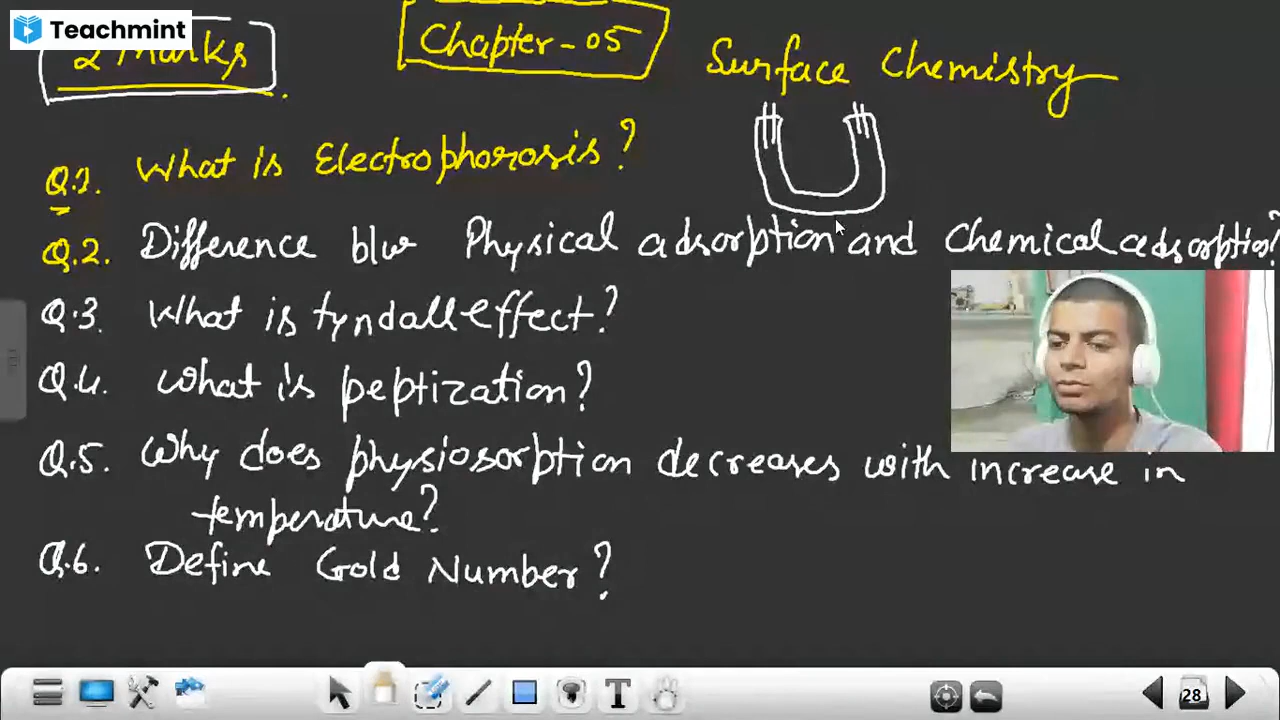 Teachmint
2 Marks
Chapter-05
Surface Chemistry
Q.1. What is Electrophorosis?
Q.2. Difference b/w Physical adsorption and Chemical adsorption?
Q.3. What is tyndall effect?
Q.4. What is peptization?
Q.5. Why does physiosorption decreases with increase in
temperature?
Q.6. Define Gold Number?
T
28